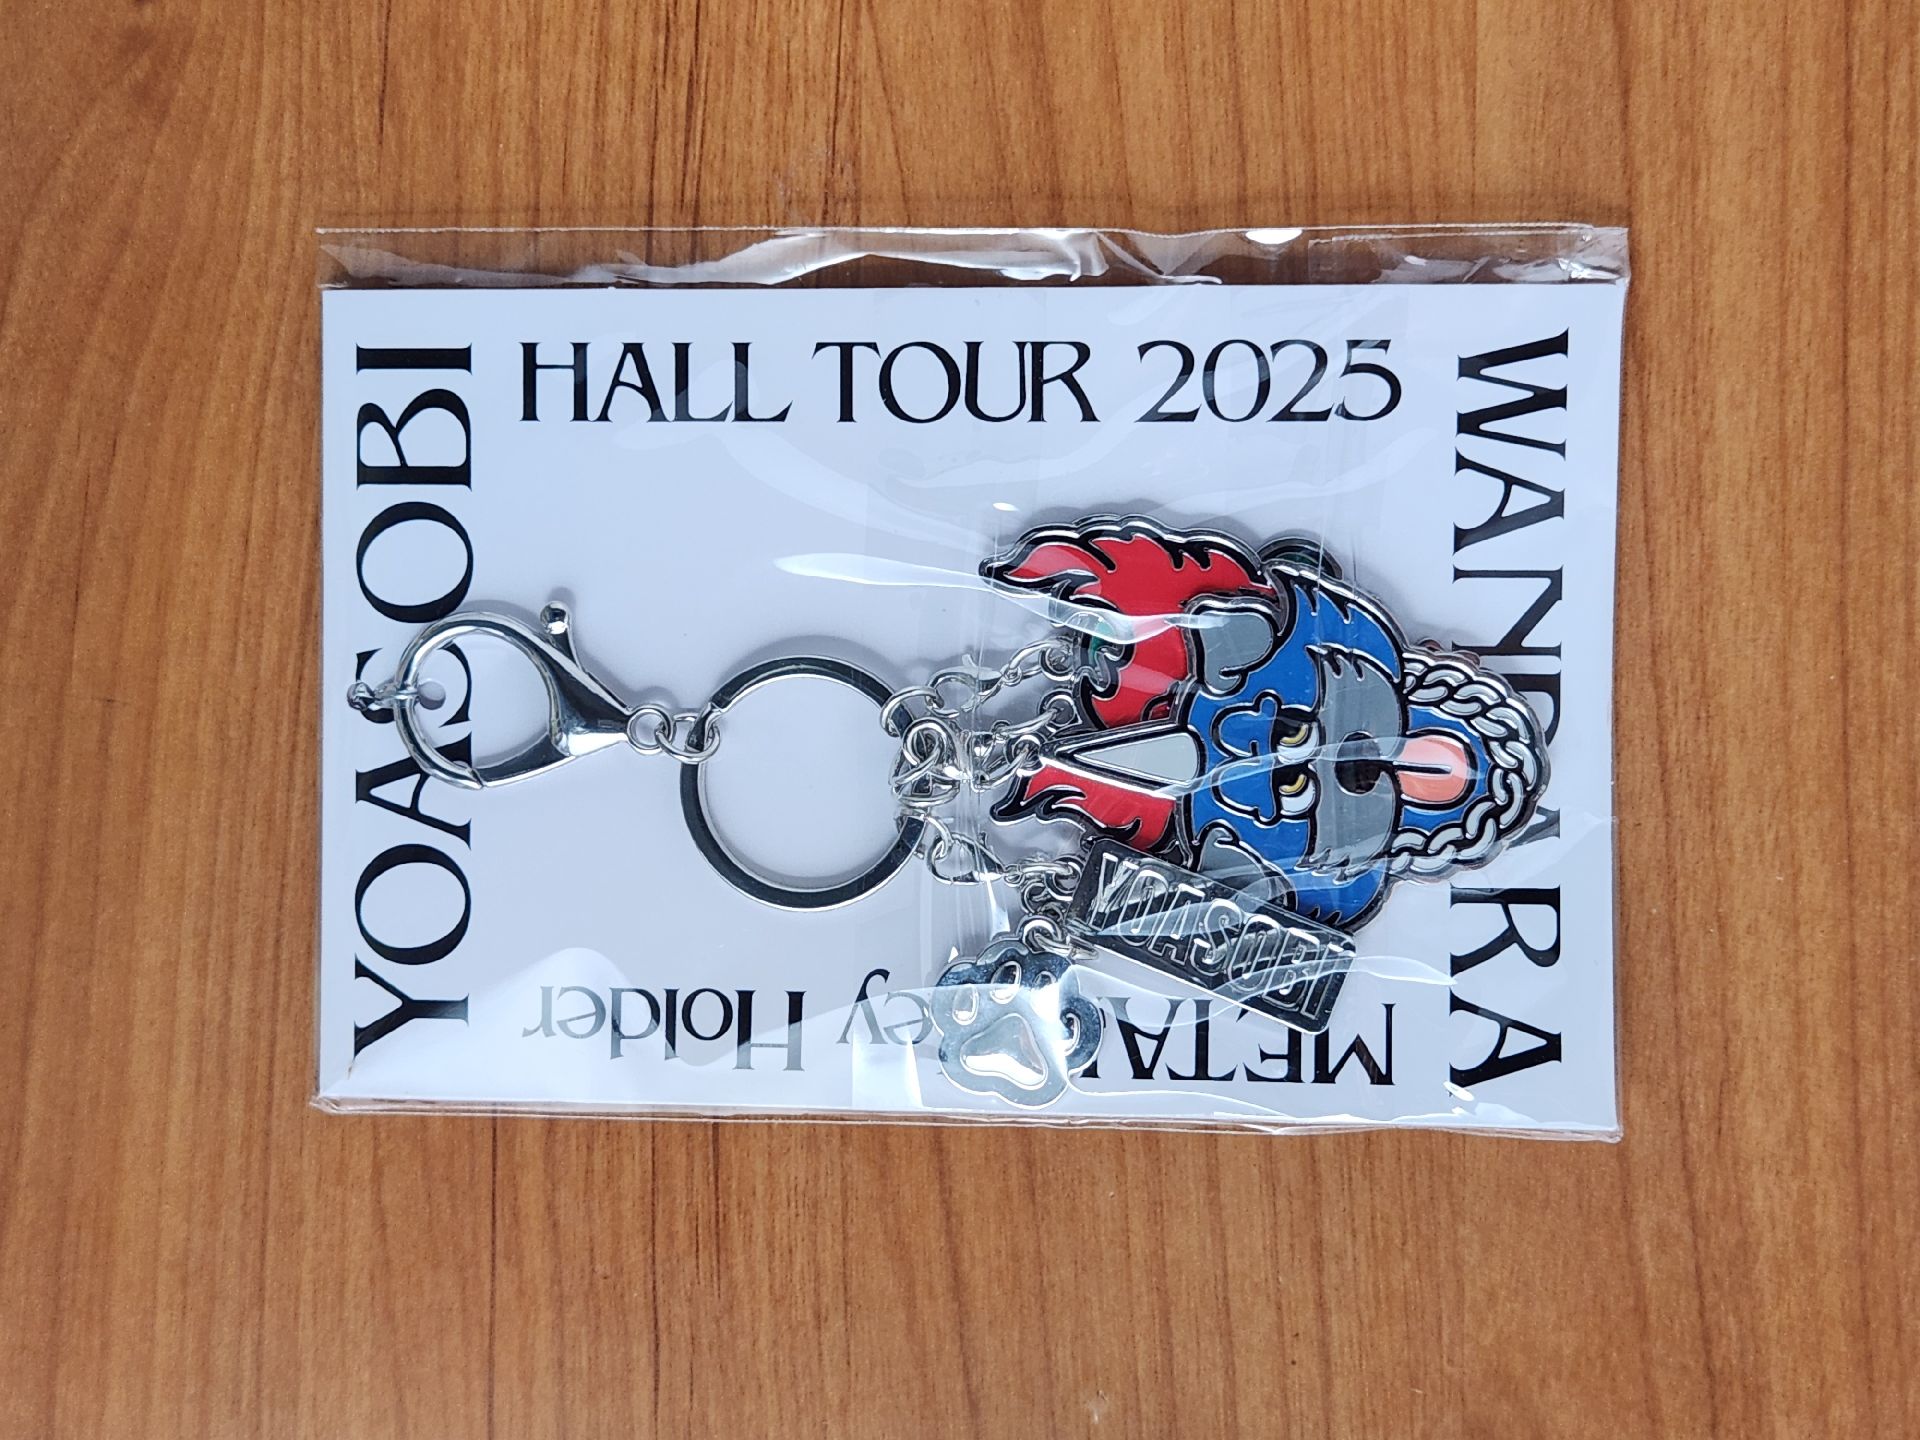 YOASOBI
HALL TOUR 2025
WANDARA
METAL Key Holder
YOASOBI